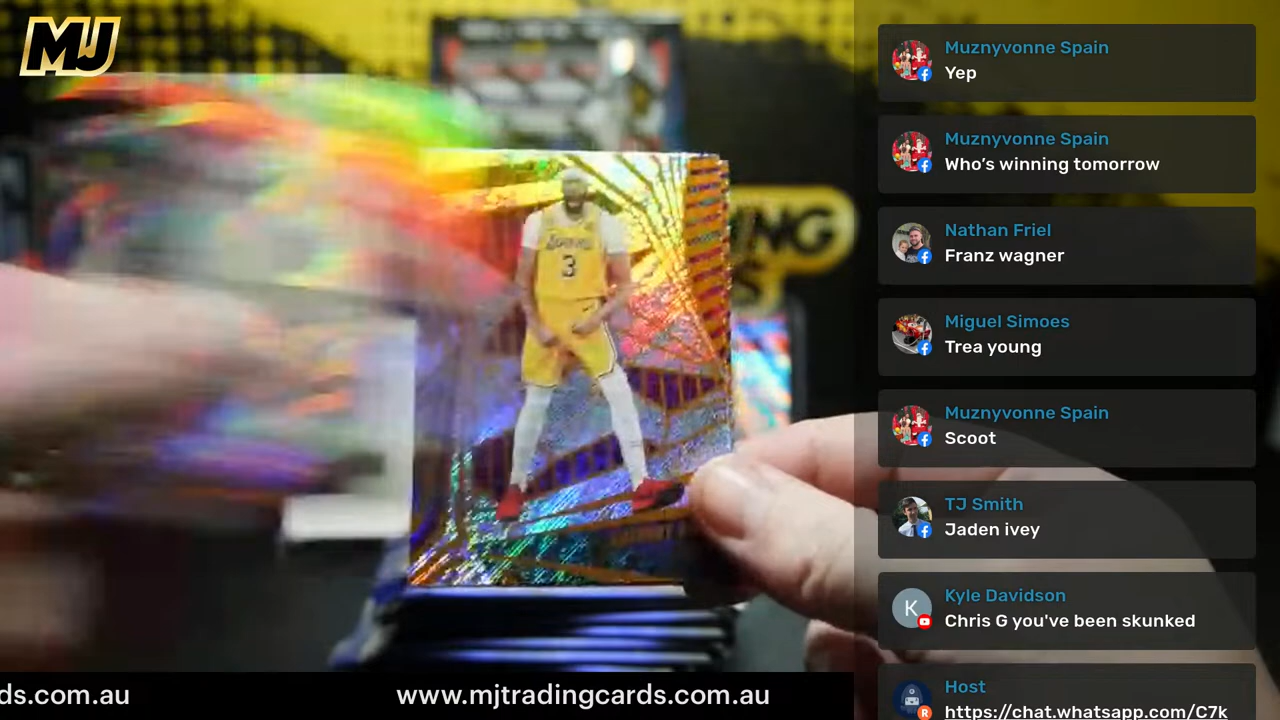 MJ
Muznyvonne Spain
Yep
Muznyvonne Spain
Who’s winning tomorrow
Nathan Friel
Franz wagner
Miguel Simoes
Trea young
Muznyvonne Spain
Scoot
TJ Smith
Jaden ivey
K
Kyle Davidson
Chris G you've been skunked
Host
https://chat.whatsapp.com/C7k
3
ds.com.au
www.mjtradingcards.com.au